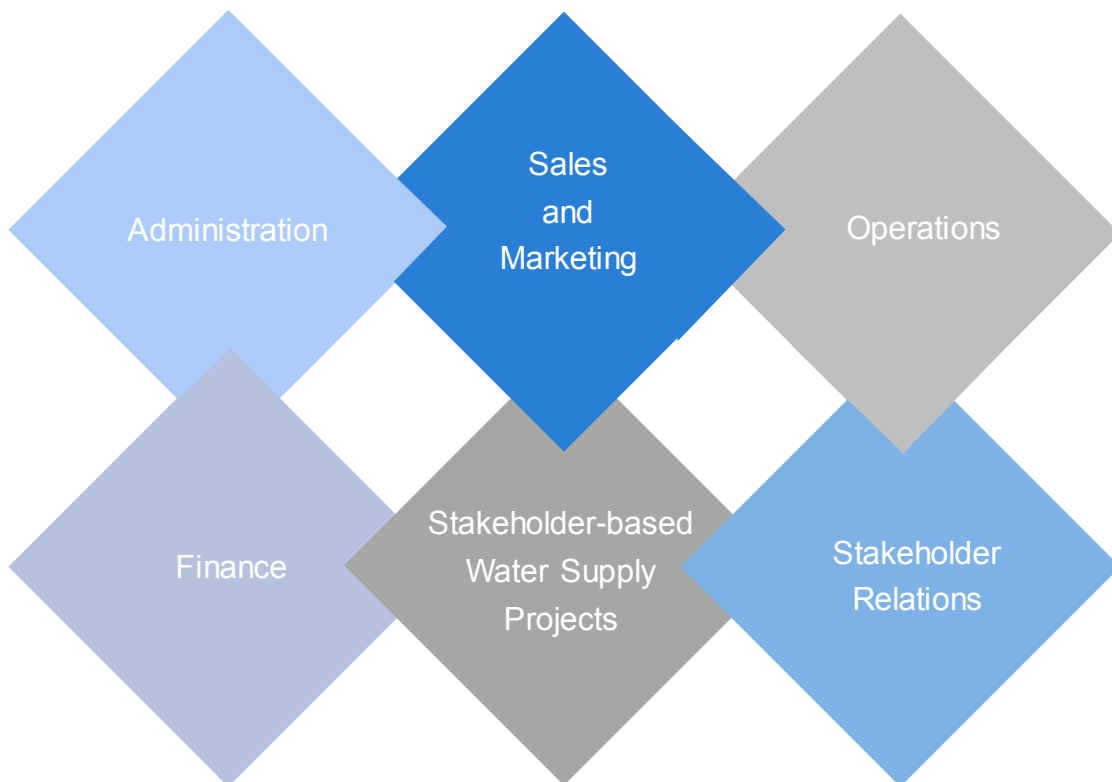 Administration
Sales
and
Marketing
Operations
Finance
Stakeholder-based
Water Supply
Projects
Stakeholder
Relations